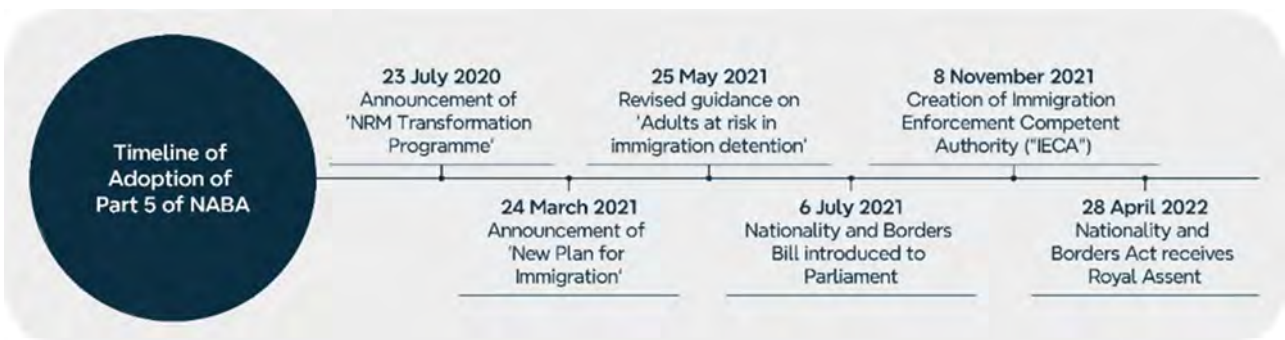 Timeline of
Adoption of
Part 5 of NABA
23 July 2020
Announcement of
'NRM Transformation
Programme'
24 March 2021
Announcement of
'New Plan for
Immigration'
25 May 2021
Revised guidance on
'Adults at risk in
immigration detention'
6 July 2021
Nationality and Borders
Bill introduced to
Parliament
8 November 2021
Creation of Immigration
Enforcement Competent
Authority ("IECA")
28 April 2022
Nationality and
Borders Act receives
Royal Assent